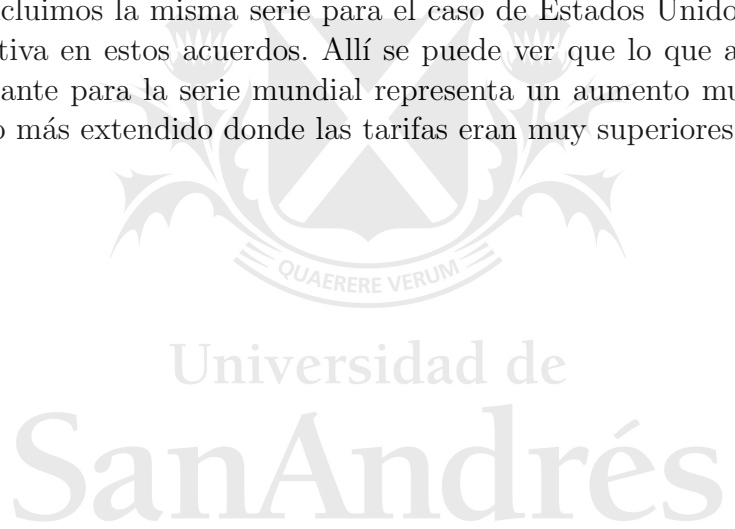 cluimos la misma serie para el caso de Estados Unido
tiva en estos acuerdos. Allí se puede ver que lo que a
ante para la serie mundial representa un aumento mu
o más extendido donde las tarifas eran muy superiores
QUAERERE VERUM
Universidad de
SanAndrés